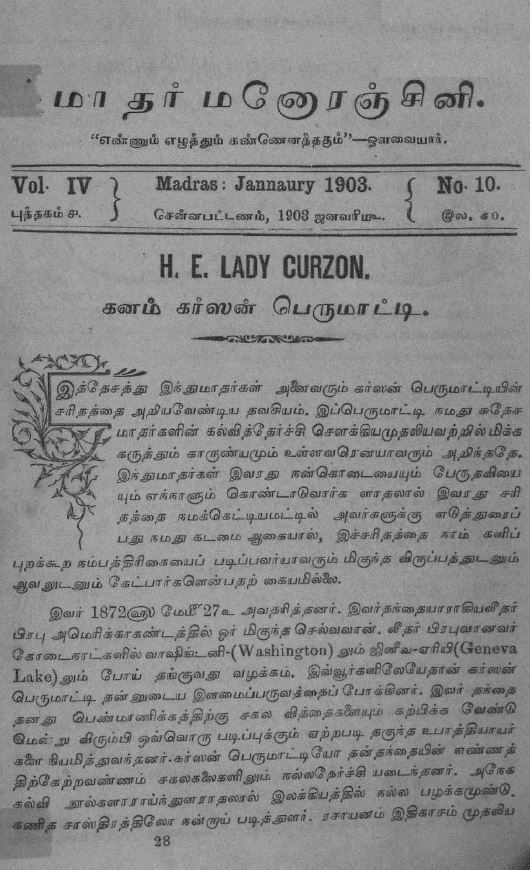 மாதர் மனோரஞ்சினி.
“எண்ணும் எழுத்தும் கண்ணெனத்தகும்”—ஔவையார்.
Vol. IV } Madras: Jannaury 1903. { No. 10.
புத்தகம் ௪. சென்னபட்டணம், 1903 ஜனவரி௴. இல. ௧௦.
H. E. LADY CURZON.
கனம் கர்ஸன் பெருமாட்டி.
இத்தேசத்து இந்துமாதர்கள் அனைவரும் கர்ஸன் பெருமாட்டியின்
சரிதத்தை அறியவேண்டிய தவசியம். இப்பெருமாட்டி நமது சுதேச
மாதர்களின் கல்வித்தேர்ச்சி சௌக்கியமுதலியவற்றில் மிக்க
கருத்தும் காருண்யமும் உள்ளவரென யாவரும் அறிந்ததே.
இந்துமாதர்கள் இவரது நன்கொடையையும் பேருதவியை
யும் எந்நாளும் கொண்டாடுவார்க ளாதலால் இவரது சரி
தத்தை நமக்கெட்டியமட்டில் அவர்களுக்கு எடுத்துரைப்
பது நமது கடமை ஆகையால், இச்சரிதத்தை நாம் களிப்
புறக்கூற நம்பத்திரிகையைப் படிப்பவர்யாவரும் மிகுந்த விருப்பத்துடனும்
ஆவலுடனும் கேட்பார்களென்பதற் கையமில்லை.
இவர் 1872௵ மேமீ 27௳ அவதரித்தனர். இவர்தந்தையாராகியலீதர்
பிரபு அமெரிக்காகண்டத்தில் ஓர் மிகுந்த செல்வவான். லீதர் பிரபுவானவர்
கோடைநாட்களில் வாஷிங்டனி-(Washington) லும் ஜினீவ-ஏரியி(Geneva
Lake)லும் போய் தங்குவது வழக்கம். இவ்வூர்களிலேயேதான் கர்ஸன்
பெருமாட்டி தன்னுடைய இளமைப்பருவத்தைப் போக்கினர். இவர் தந்தை
தனது பெண்மாணிக்கத்திற்கு சகல வித்தைகளையும் கற்பிக்க வேண்டு
மென்று விரும்பி ஒவ்வொரு படிப்புக்கும் ஏற்றபடி தகுந்த உபாத்தியாயர்
களை நியமித்துவந்தனர். கர்ஸன் பெருமாட்டியோ தன்தந்தையின் எண்ணத்
திற்கேற்றவண்ணம் சகலகலைகளிலும் நல்லதேர்ச்சி யடைந்தனர். அநேக
கல்வி நூல்களாராய்ந்துளராதலால் இலக்கியத்தில் நல்ல பழக்கமுண்டு.
கணித சாஸ்திரத்திலோ நன்றாய் படித்துளர். ரசாயனம் இதிகாசம் முதலிய
28